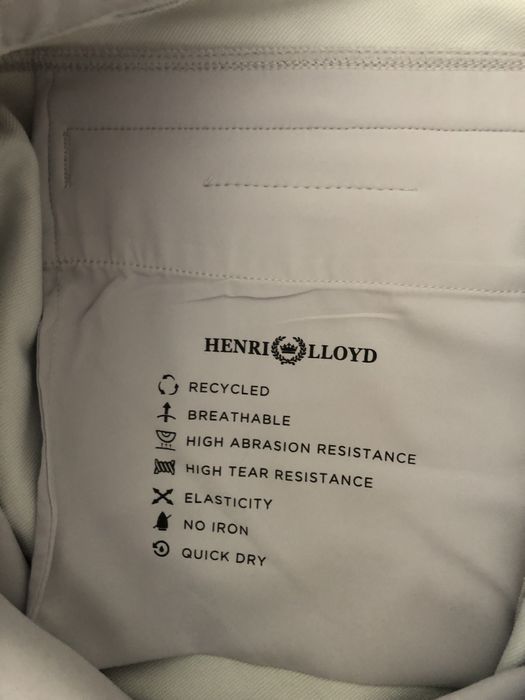 HENRI LLOYD
RECYCLED
BREATHABLE
HIGH ABRASION RESISTANCE
HIGH TEAR RESISTANCE
ELASTICITY
NO IRON
QUICK DRY